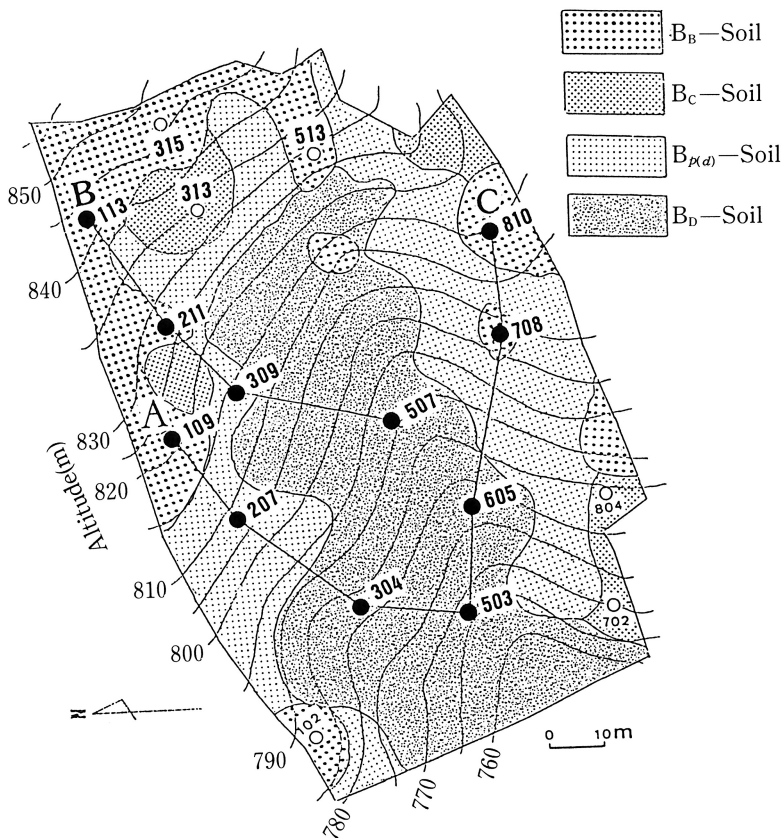 B_B—Soil
B_C—Soil
B_P(d)—Soil
B_D—Soil
315
513
313
B
113
C
810
850
840
211
708
309
507
A
109
830
820
Altitude(m)
207
605
804
810
304
503
702
800
N
102
790
0 10m
780
770
760